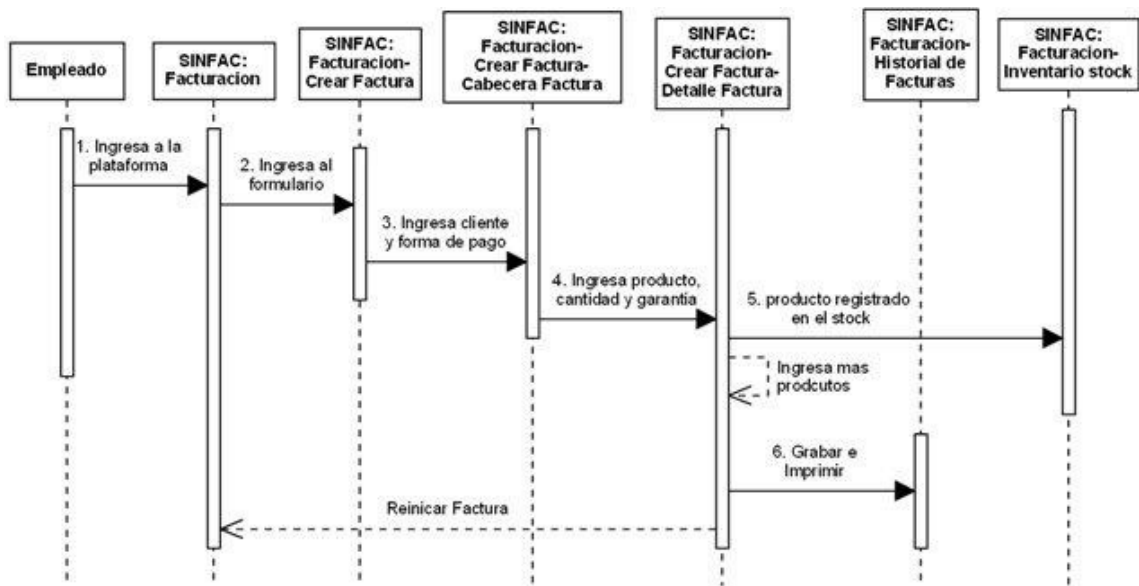 Empleado
SINFAC:
Facturacion
SINFAC:
Facturacion-
Crear Factura
SINFAC:
Facturacion-
Crear Factura-
Cabecera Factura
SINFAC:
Facturacion-
Crear Factura-
Detalle Factura
SINFAC:
Facturacion-
Historial de
Facturas
SINFAC:
Facturacion-
Inventario stock
1. Ingresa a la
plataforma
2. Ingresa al
formulario
3. Ingresa cliente
y forma de pago
4. Ingresa producto,
cantidad y garantia
5. producto registrado
en el stock
Ingresa mas
prodcutos
6. Grabar e
Imprimir
Reinicar Factura